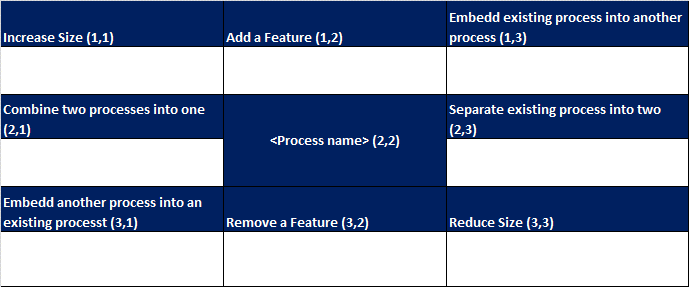 Increase Size (1,1)
Add a Feature (1,2)
Embedd existing process into another
process (1,3)
Combine two processes into one
(2,1)
<Process name> (2,2)
Separate existing process into two
(2,3)
Embedd another process into an
existing processt (3,1)
Remove a Feature (3,2)
Reduce Size (3,3)